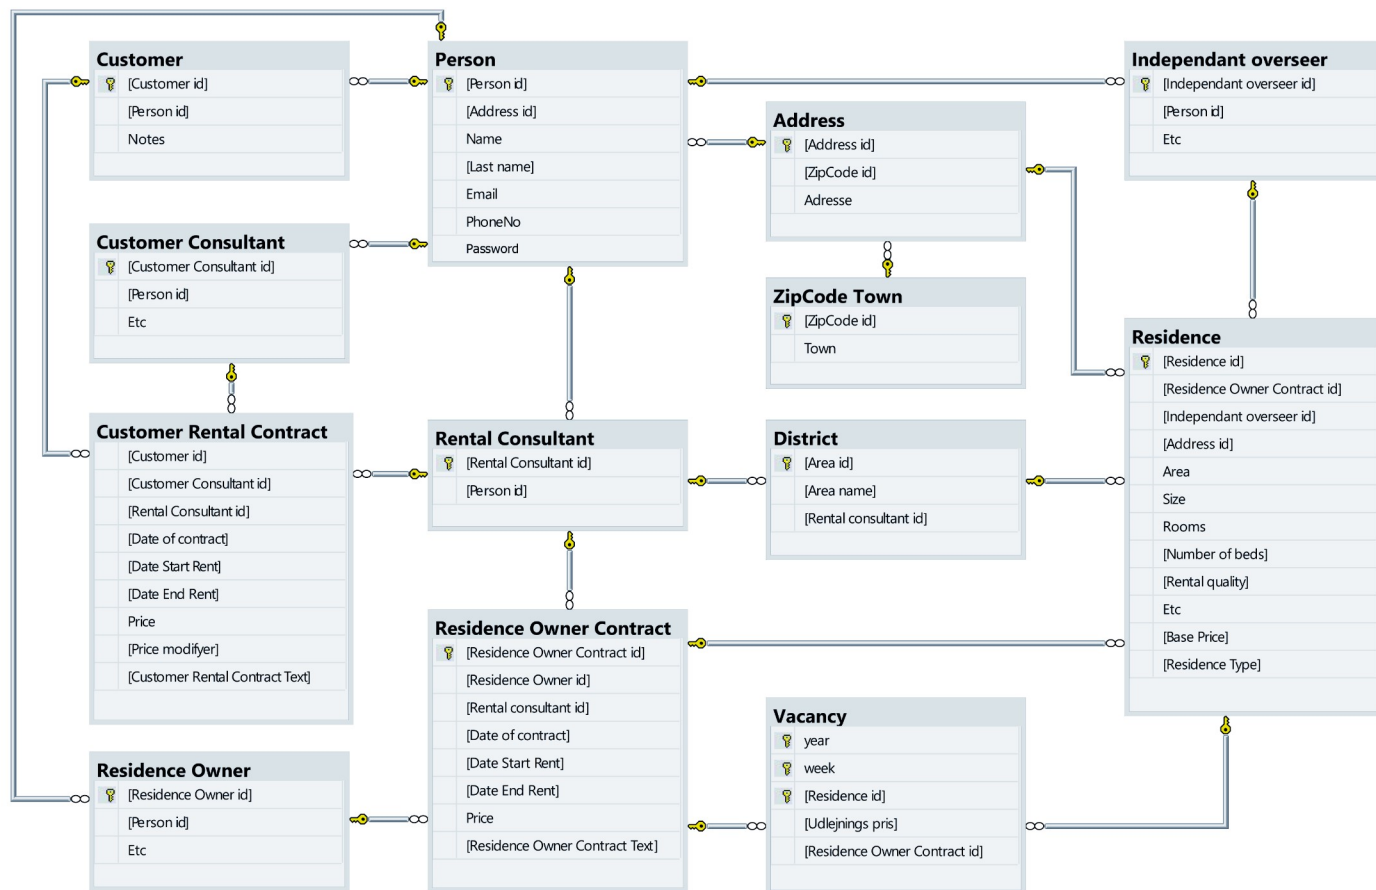 Customer
[Customer id]
[Person id]
Notes
Person
[Person id]
[Address id]
Name
[Last name]
Email
PhoneNo
Password
Independant overseer
[Independant overseer id]
[Person id]
Etc
Address
[Address id]
[ZipCode id]
Adresse
Customer Consultant
[Customer Consultant id]
[Person id]
Etc
ZipCode Town
[ZipCode id]
Town
Residence
[Residence id]
[Residence Owner Contract id]
[Independant overseer id]
[Address id]
Area
Size
Rooms
[Number of beds]
[Rental quality]
Etc
[Base Price]
[Residence Type]
Customer Rental Contract
[Customer id]
[Customer Consultant id]
[Rental Consultant id]
[Date of contract]
[Date Start Rent]
[Date End Rent]
Price
[Price modifyer]
[Customer Rental Contract Text]
Rental Consultant
[Rental Consultant id]
[Person id]
District
[Area id]
[Area name]
[Rental consultant id]
Residence Owner Contract
[Residence Owner Contract id]
[Residence Owner id]
[Rental consultant id]
[Date of contract]
[Date Start Rent]
[Date End Rent]
Price
[Residence Owner Contract Text]
Vacancy
year
week
[Residence id]
[Udlejnings pris]
[Residence Owner Contract id]
Residence Owner
[Residence Owner id]
[Person id]
Etc